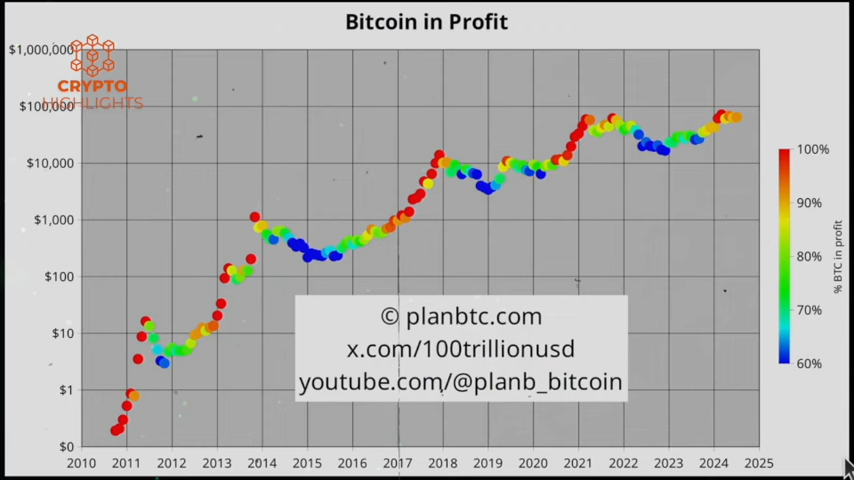 Bitcoin in Profit
$1,000,000
CRYPTO
HIGHLIGHTS
$100,000
$10,000
$1,000
$100
$10
$1
$0
100%
90%
80%
70%
60%
% BTC in profit
© planbtc.com
x.com/100trillionusd
youtube.com/@planb_bitcoin
2010 2011 2012 2013 2014 2015 2016 2017 2018 2019 2020 2021 2022 2023 2024 2025